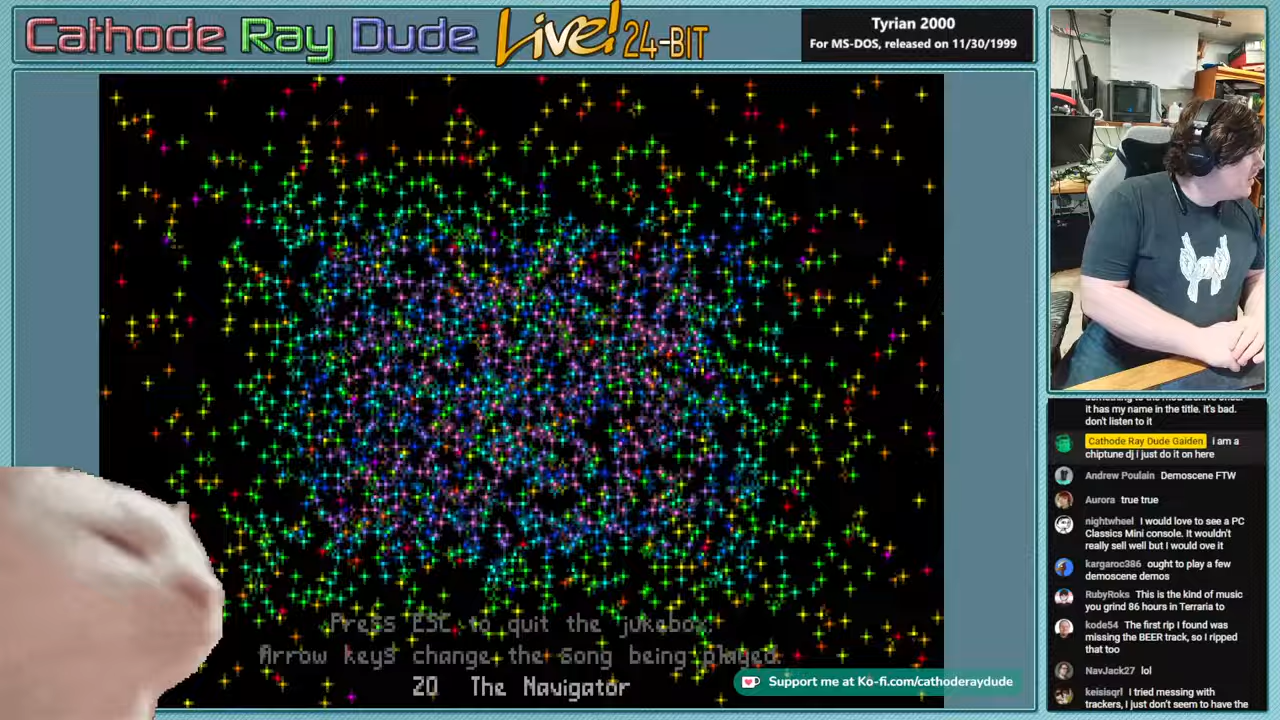 Cathode Ray Dude Live! 24-BIT
Tyrian 2000
For MS-DOS, released on 11/30/1999
Press ESC to quit the jukebox.
Arrow keys change the song being played.
20 The Navigator
Support me at Ko-fi.com/cathoderaydude
it has my name in the title. it's bad.
don't listen to it
Cathode Ray Dude Gaiden i am a
chiptune dj i just do it on here
Andrew Poulain Demoscene FTW
Aurora true true
nightwheel I would love to see a PC
Classics Mini console. It wouldn't
really sell well but I would ove it
kargaroc386 ought to play a few
demoscene demos
RubyRoks This is the kind of music
you grind 86 hours in Terraria to
kode54 The first rip I found was
missing the BEER track, so I ripped
that too
NavJack27 lol
keisisqrl I tried messing with
trackers, I just don't seem to have the